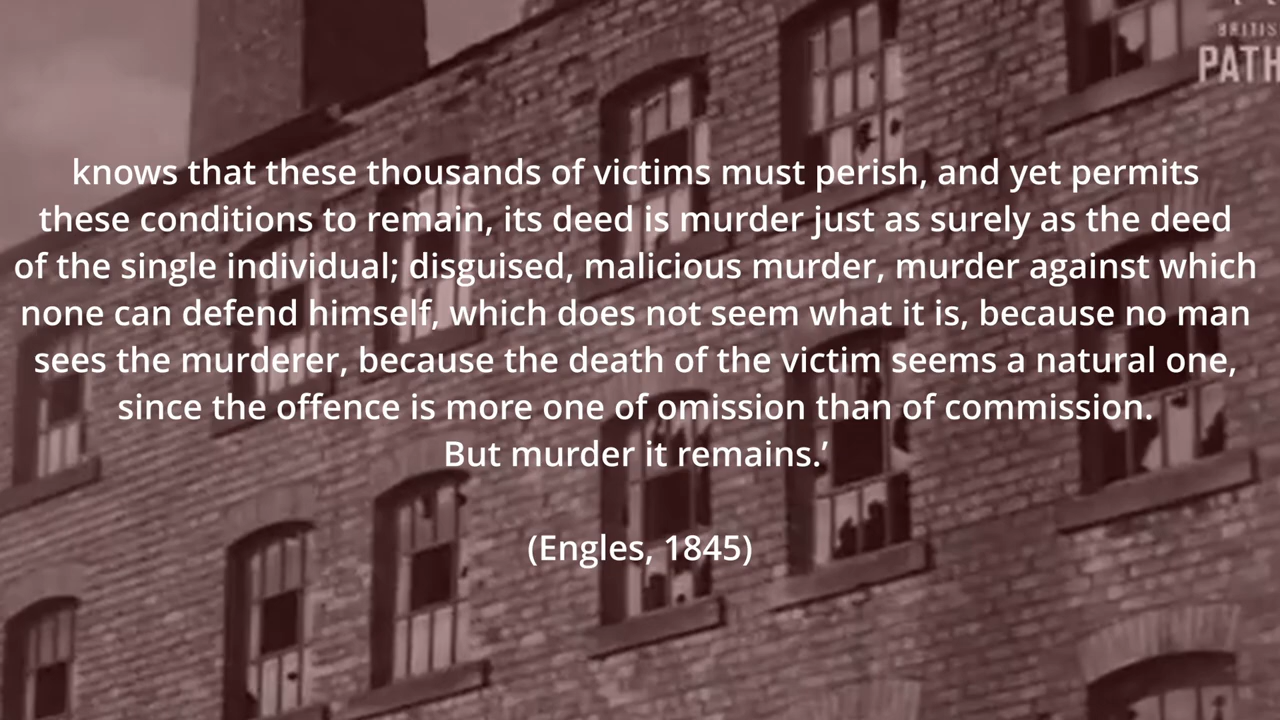 BRITIS
PATH
knows that these thousands of victims must perish, and yet permits
these conditions to remain, its deed is murder just as surely as the deed
of the single individual; disguised, malicious murder, murder against which
none can defend himself, which does not seem what it is, because no man
sees the murderer, because the death of the victim seems a natural one,
since the offence is more one of omission than of commission.
But murder it remains.’
(Engles, 1845)